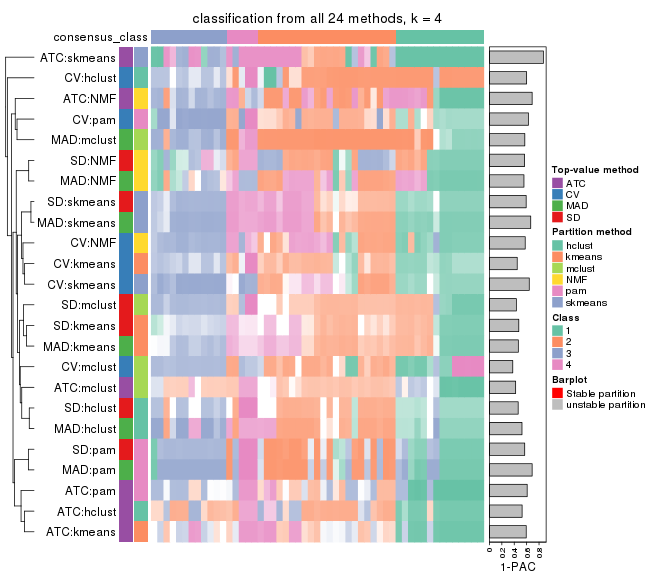 classification from all 24 methods, k = 4
consensus_class
ATC:skmeans
CV:hclust
ATC:NMF
CV:pam
MAD:mclust
SD:NMF
MAD:NMF
SD:skmeans
MAD:skmeans
CV:NMF
CV:kmeans
CV:skmeans
SD:mclust
SD:kmeans
MAD:kmeans
CV:mclust
ATC:mclust
SD:hclust
MAD:hclust
SD:pam
MAD:pam
ATC:pam
ATC:hclust
ATC:kmeans
0 0.2 0.4 0.6 0.8
1-PAC
Top-value method
ATC
CV
MAD
SD
Partition method
hclust
kmeans
mclust
NMF
pam
skmeans
Class
1
2
3
4
Barplot
Stable partition
unstable partition